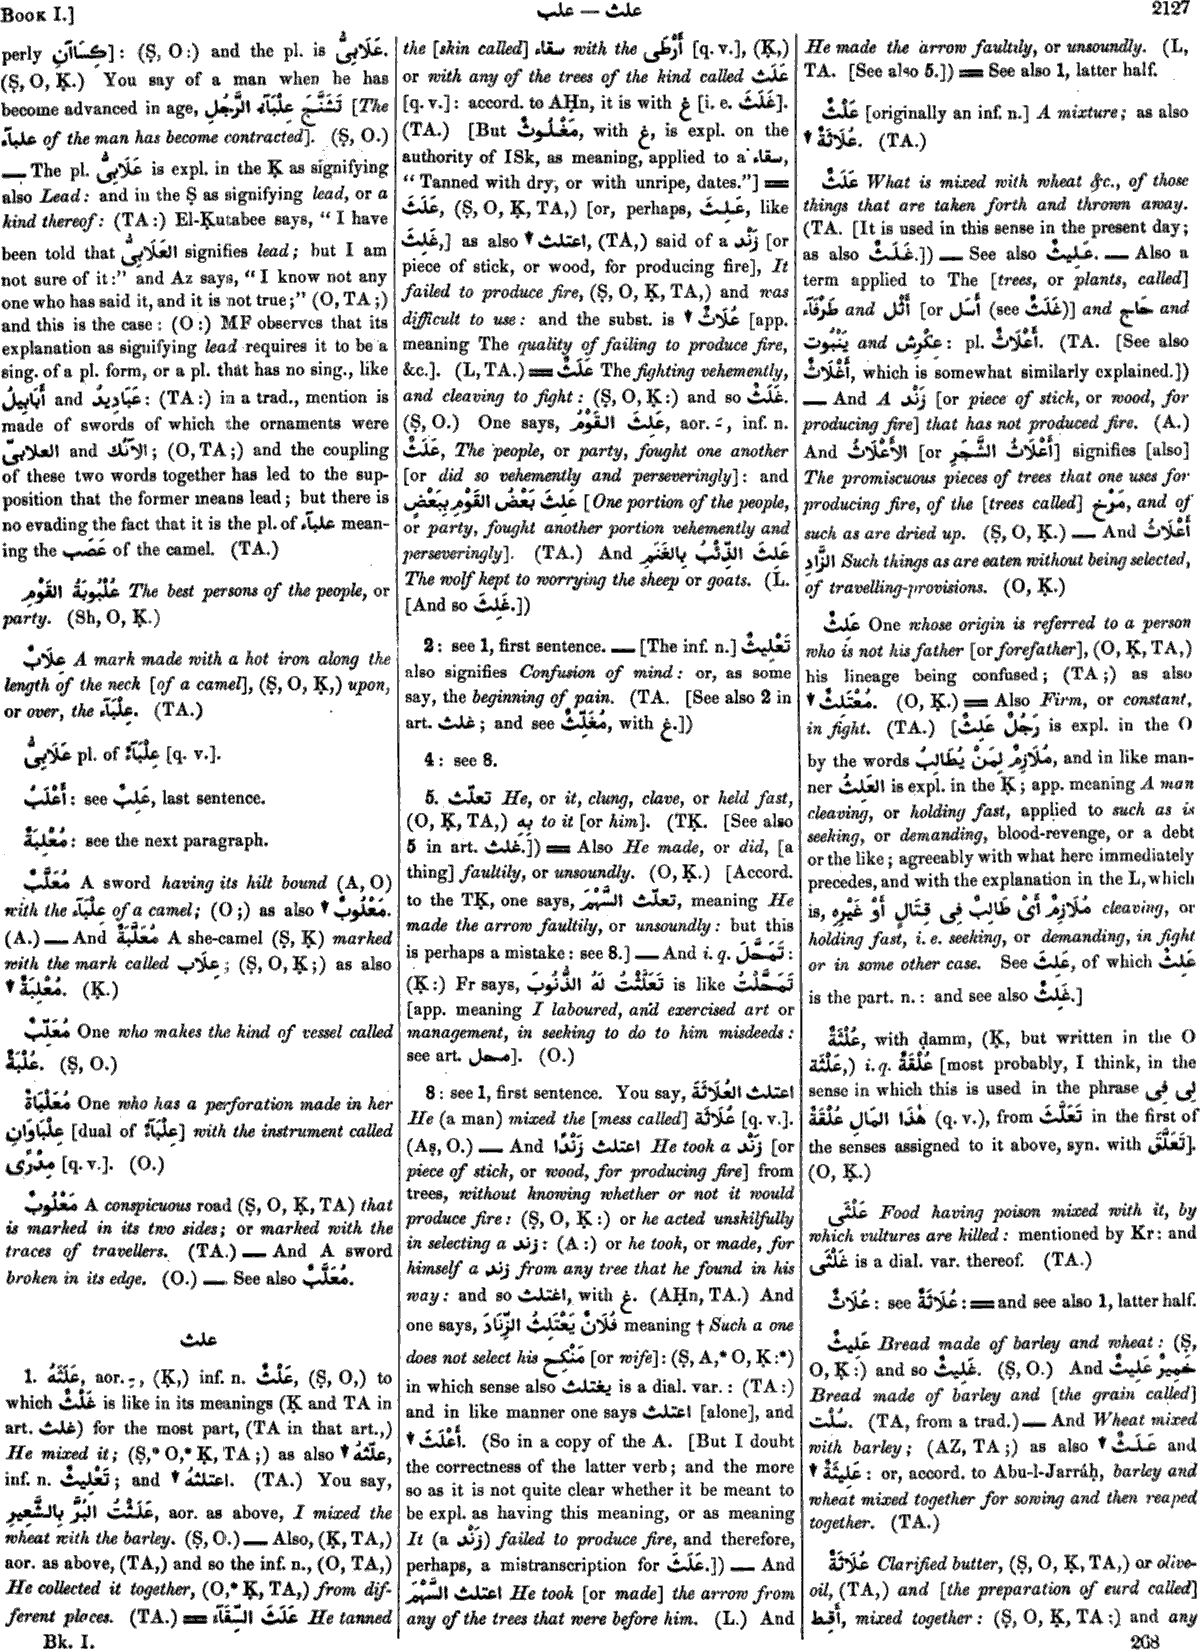 Book I.]
علث — علب
2127
perly كِسَاآنِ]: (Ṣ, O:) and the pl. is عَلَابِىُّ.
(Ṣ, O, Ḳ.) You say of a man when he has
become advanced in age, تَشَنَّجَ عِلْبَآءُ الرَّجُلِ [The
علبآء of the man has become contracted]. (Ṣ, O.)
— The pl. عَلَابِىُّ is expl. in the Ḳ as signifying
also Lead: and in the Ṣ as signifying lead, or a
kind thereof: (TA:) El-Ḳutabee says, “I have
been told that العَلَابِىُّ signifies lead; but I am
not sure of it:” and Az says, “I know not any
one who has said it, and it is not true;” (O, TA;)
and this is the case: (O:) MF observes that its
explanation as signifying lead requires it to be a
sing. of a pl. form, or a pl. that has no sing., like
أَبَابِيلُ and عَبَادِيدُ: (TA:) in a trad., mention is
made of swords of which the ornaments were
العلابىّ and الآنُك; (O, TA;) and the coupling
of these two words together has led to the sup-
position that the former means lead; but there is
no evading the fact that it is the pl. of علبآء mean-
ing the عَصَب of the camel. (TA.)
عُلْبُوبَةُ القَوْمِ The best persons of the people, or
party. (Sh, O, Ḳ.)
عِلَابٌ A mark made with a hot iron along the
length of the neck [of a camel], (Ṣ, O, Ḳ,) upon,
or over, the عِلْبَآء. (TA.)
عَلَابِىُّ pl. of عِلْبَآءٌ [q. v.].
أَعْلَبُ: see عَلِبٌ, last sentence.
مُعْلِبَةٌ: see the next paragraph.
مُعَلَّبٌ A sword having its hilt bound (A, O)
with the عِلْبَآء of a camel; (O;) as also ▼ مَعْلُوبٌ.
(A.) — And مُعَلَّبَةٌ A she-camel (Ṣ, Ḳ) marked
with the mark called عِلَاب; (Ṣ, O, Ḳ;) as also
▼ مُعْلِبَةٌ. (Ḳ.)
مُعَلِّبٌ One who makes the kind of vessel called
عُلْبَةٌ. (Ṣ, O.)
مُعَلْبَاةٌ One who has a perforation made in her
عِلْبَاوَانِ [dual of عِلْبَآءٌ] with the instrument called
مِدْرًى [q. v.]. (O.)
مَعْلُوبٌ A conspicuous road (Ṣ, O, Ḳ, TA) that
is marked in its two sides; or marked with the
traces of travellers. (TA.) — And A sword
broken in its edge. (O.) — See also مُعَلَّبٌ.
علث
1. عَلَثَهُ, aor. ـِ, (Ḳ,) inf. n. عَلْثٌ, (Ṣ, O,) to
which غَلْثٌ is like in its meanings (Ḳ and TA in
art. غلث) for the most part, (TA in that art.,)
He mixed it; (Ṣ,* O,* Ḳ, TA;) as also ▼ علّثهُ,
inf. n. تَعْلِيثٌ; and ▼ اعتلثهُ. (TA.) You say,
عَلَثْتُ البُرَّ بِالشَّعِيرِ, aor. as above, I mixed the
wheat with the barley. (Ṣ, O.) — Also, (Ḳ, TA,)
aor. as above, (TA,) and so the inf. n., (O, TA,)
He collected it together, (O,* Ḳ, TA,) from dif-
ferent places. (TA.) = عَلَثَ السِّقَآءَ He tanned
Bk. I.
the [skin called] سقاء with the أَرْطَى [q. v.], (Ḳ,)
or with any of the trees of the kind called عَلَث
[q. v.]: accord. to AḤn, it is with غ [i. e. غَلَثَ].
(TA.) [But مَغْلُوثٌ, with غ, is expl. on the
authority of ISk, as meaning, applied to a سقاء,
“Tanned with dry, or with unripe, dates.”] =
عَلَثَ, (Ṣ, O, Ḳ, TA,) [or, perhaps, عَلِثَ, like
غَلِثَ,] as also ▼ اعتلث, (TA,) said of a زَنْد [or
piece of stick, or wood, for producing fire], It
failed to produce fire, (Ṣ, O, Ḳ, TA,) and was
difficult to use: and the subst. is ▼ عُلَاثٌ [app.
meaning The quality of failing to produce fire,
&c.]. (L, TA.) = عَلَثٌ The fighting vehemently,
and cleaving to fight: (Ṣ, O, Ḳ:) and so غَلَثٌ.
(Ṣ, O.) One says, عَلِثَ القَوْمُ, aor. ـَ, inf. n.
عَلَثٌ, The people, or party, fought one another
[or did so vehemently and perseveringly]: and
عَلِثَ بَعْضُ القَوْمِ بِبَعْضٍ [One portion of the people,
or party, fought another portion vehemently and
perseveringly]. (TA.) And عَلِثَ الذِّئْبُ بِالغَنَمِ
The wolf kept to worrying the sheep or goats. (L.
[And so غَلِثَ.])
2: see 1, first sentence. — [The inf. n.] تَعْلِيثٌ
also signifies Confusion of mind: or, as some
say, the beginning of pain. (TA. [See also 2 in
art. غلث; and see مُغَلِّثٌ, with غ.])
4: see 8.
5. تعلّث He, or it, clung, clave, or held fast,
(O, Ḳ, TA,) بِهِ to it [or him]. (TḲ. [See also
5 in art. غلث.]) = Also He made, or did, [a
thing] faultily, or unsoundly. (O, Ḳ.) [Accord.
to the TḲ, one says, تعلّث السَّهْمَ, meaning He
made the arrow faultily, or unsoundly: but this
is perhaps a mistake: see 8.] — And i. q. تَمَحَّلَ:
(Ḳ:) Fr says, تَعَلَّثْتُ لَهُ الذُّنُوبَ is like تَمَحَّلْتُ
[app. meaning I laboured, and exercised art or
management, in seeking to do to him misdeeds:
see art. محل]. (O.)
8: see 1, first sentence. You say, اعتلث العُلَاثَةَ
He (a man) mixed the [mess called] عُلَاثَة [q. v.].
(Aṣ, O.) — And اعتلث زَنْدًا He took a زَنْد [or
piece of stick, or wood, for producing fire] from
trees, without knowing whether or not it would
produce fire: (Ṣ, O, Ḳ:) or he acted unskilfully
in selecting a زند: (A:) or he took, or made, for
himself a زند from any tree that he found in his
way: and so اغتلث, with غ. (AḤn, TA.) And
one says, فُلَانٌ يَعْتَلِثُ الزِّنَادَ meaning † Such a one
does not select his مَنْكِح [or wife]: (Ṣ, A,* O, Ḳ:*)
in which sense also يغتلث is a dial. var.: (TA:)
and in like manner one says اعتلث [alone], and
▼ أَعْلَثَ. (So in a copy of the A. [But I doubt
the correctness of the latter verb; and the more
so as it is not quite clear whether it be meant to
be expl. as having this meaning, or as meaning
It (a زَنْد) failed to produce fire, and therefore,
perhaps, a mistranscription for عَلَثَ.]) — And
اعتلث السَّهْمَ He took [or made] the arrow from
any of the trees that were before him. (L.) And
He made the arrow faultily, or unsoundly. (L,
TA. [See also 5.]) = See also 1, latter half.
عَلْثٌ [originally an inf. n.] A mixture; as also
▼ عُلَاثَةٌ. (TA.)
عَلَثٌ What is mixed with wheat &c., of those
things that are taken forth and thrown away.
(TA. [It is used in this sense in the present day;
as also غَلَثٌ.]) — See also عَلِيثٌ. — Also a
term applied to The [trees, or plants, called]
طَرْفَآء and أَثْل [or أَسَل (see غَلَثٌ)] and حَاج and
يَنْبُوت and عِكْرِش: pl. أَعْلَاثٌ. (TA. [See also
أَغْلَاثٌ, which is somewhat similarly explained.])
— And A زَنْد [or piece of stick, or wood, for
producing fire] that has not produced fire. (A.)
And الأَعْلَاثُ [or أَعْلَاثُ الشَّجَرِ] signifies [also]
The promiscuous pieces of trees that one uses for
producing fire, of the [trees called] مَرْخ, and of
such as are dried up. (Ṣ, O, Ḳ.) — And أَعْلَاثُ
الزَّادِ Such things as are eaten without being selected,
of travelling-provisions. (O, Ḳ.)
عَلِثٌ One whose origin is referred to a person
who is not his father [or forefather], (O, Ḳ, TA,)
his lineage being confused; (TA;) as also
▼ مُعْتَلِثٌ. (O, Ḳ.) = Also Firm, or constant,
in fight. (TA.) [رَجُلٌ عَلِثٌ is expl. in the O
by the words مُلَازِمٌ لِمَنْ يُطَالِبُ, and in like man-
ner العَلِثُ is expl. in the Ḳ; app. meaning A man
cleaving, or holding fast, applied to such as is
seeking, or demanding, blood-revenge, or a debt
or the like; agreeably with what here immediately
precedes, and with the explanation in the L, which
is, مُلَازِمٌ أَىْ طَالِبٌ فِى قِتَالٍ أَوْ غَيْرِهِ cleaving, or
holding fast, i. e. seeking, or demanding, in fight
or in some other case. See عَلِثَ, of which عَلِثٌ
is the part. n.: and see also غَلِثٌ.]
عُلْثَةٌ, with ḍamm, (Ḳ, but written in the O
عَلْثَة,) i. q. عُلْقَةٌ [most probably, I think, in the
sense in which this is used in the phrase لِى فِى
هٰذَا المَالِ عُلْقَةٌ (q. v.), from تَعَلَّثَ in the first of
the senses assigned to it above, syn. with تَعَلَّقَ].
(O, Ḳ.)
عَلْثَى Food having poison mixed with it, by
which vultures are killed: mentioned by Kr: and
غَلْثَى is a dial. var. thereof. (TA.)
عُلَاثٌ: see عُلَاثَةٌ: = and see also 1, latter half.
عَلِيثٌ Bread made of barley and wheat: (Ṣ,
O, Ḳ:) and so غَلِيثٌ. (Ṣ, O.) And خَمِيرٌ عَلِيثٌ
Bread made of barley and [the grain called]
سُلْت. (TA, from a trad.) — And Wheat mixed
with barley; (AZ, TA;) as also ▼ عَلَثٌ and
▼ عَلِيثَةٌ: or, accord. to Abu-l-Jarráḥ, barley and
wheat mixed together for sowing and then reaped
together. (TA.)
عُلَاثَةٌ Clarified butter, (Ṣ, O, Ḳ, TA,) or olive-
oil, (TA,) and [the preparation of curd called]
أَقِط, mixed together: (Ṣ, O, Ḳ, TA:) and any
268